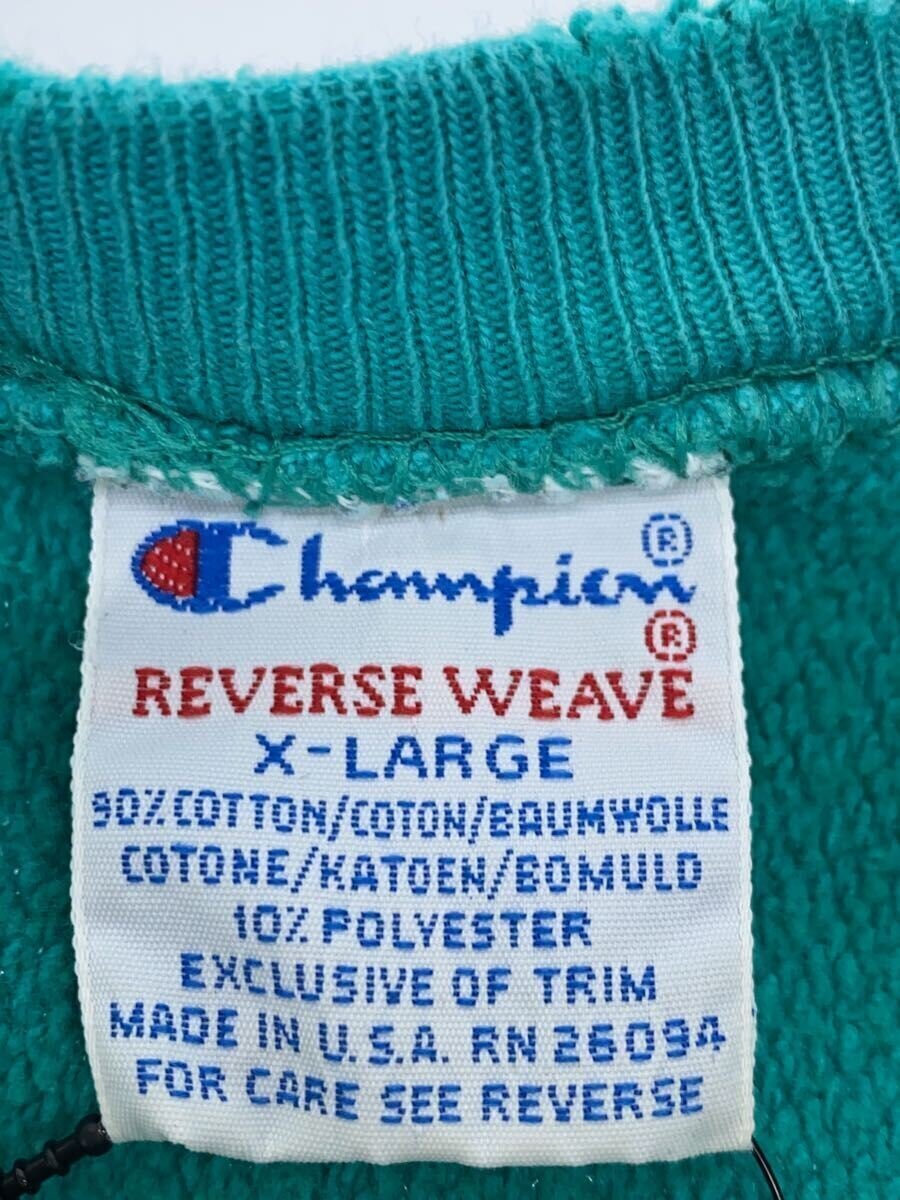 Champion®
REVERSE WEAVE®
X-LARGE
90% COTTON/COTON/BAUMWOLLE
COTONE/KATOEN/BOMULD
10% POLYESTER
EXCLUSIVE OF TRIM
MADE IN U.S.A. RN 26094
FOR CARE SEE REVERSE